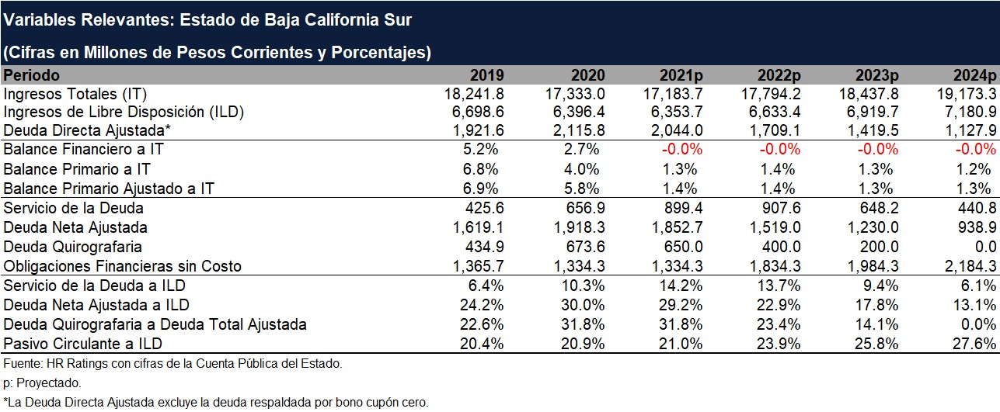 Variables Relevantes: Estado de Baja California Sur
(Cifras en Millones de Pesos Corrientes y Porcentajes)
Periodo 2019 2020 2021p 2022p 2023p 2024p
Ingresos Totales (IT) 18,241.8 17,333.0 17,183.7 17,794.2 18,437.8 19,173.3
Ingresos de Libre Disposición (ILD) 6,698.6 6,396.4 6,353.7 6,633.4 6,919.7 7,180.9
Deuda Directa Ajustada* 1,921.6 2,115.8 2,044.0 1,709.1 1,419.5 1,127.9
Balance Financiero a IT 5.2% 2.7% -0.0% -0.0% -0.0% -0.0%
Balance Primario a IT 6.8% 4.0% 1.3% 1.4% 1.3% 1.2%
Balance Primario Ajustado a IT 6.9% 5.8% 1.4% 1.4% 1.3% 1.3%
Servicio de la Deuda 425.6 656.9 899.4 907.6 648.2 440.8
Deuda Neta Ajustada 1,619.1 1,918.3 1,852.7 1,519.0 1,230.0 938.9
Deuda Quirografaria 434.9 673.6 650.0 400.0 200.0 0.0
Obligaciones Financieras sin Costo 1,365.7 1,334.3 1,334.3 1,834.3 1,984.3 2,184.3
Servicio de la Deuda a ILD 6.4% 10.3% 14.2% 13.7% 9.4% 6.1%
Deuda Neta Ajustada a ILD 24.2% 30.0% 29.2% 22.9% 17.8% 13.1%
Deuda Quirografaria a Deuda Total Ajustada 22.6% 31.8% 31.8% 23.4% 14.1% 0.0%
Pasivo Circulante a ILD 20.4% 20.9% 21.0% 23.9% 25.8% 27.6%
Fuente: HR Ratings con cifras de la Cuenta Pública del Estado.
p: Proyectado.
*La Deuda Directa Ajustada excluye la deuda respaldada por bono cupón cero.